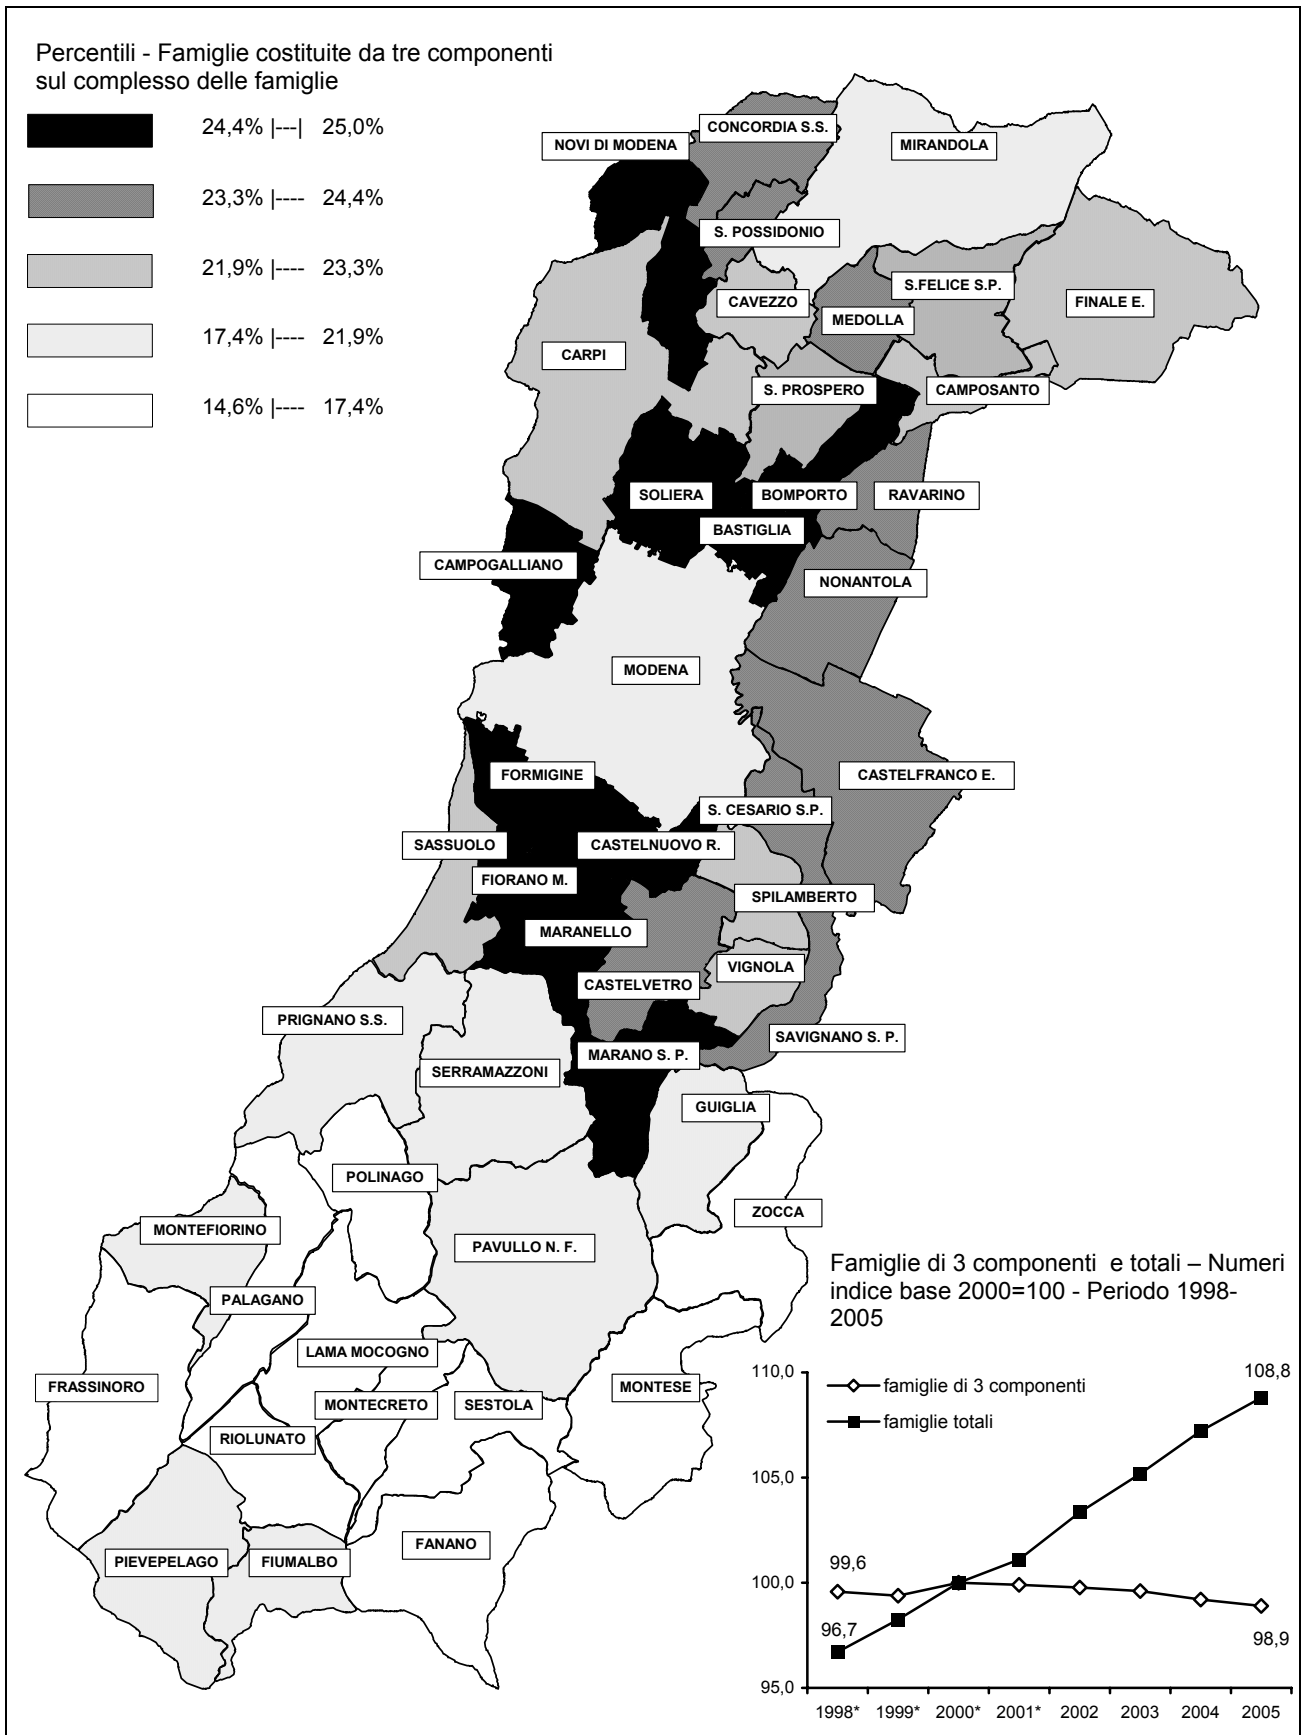 Percentili - Famiglie costituite da tre componenti
sul complesso delle famiglie
24,4% |---| 25,0%
23,3% |---- 24,4%
21,9% |---- 23,3%
17,4% |---- 21,9%
14,6% |---- 17,4%
CONCORDIA S.S.
NOVI DI MODENA
MIRANDOLA
S. POSSIDONIO
S.FELICE S.P.
CAVEZZO
FINALE E.
MEDOLLA
CARPI
S. PROSPERO
CAMPOSANTO
SOLIERA
BOMPORTO
RAVARINO
BASTIGLIA
CAMPOGALLIANO
NONANTOLA
MODENA
FORMIGINE
CASTELFRANCO E.
S. CESARIO S.P.
SASSUOLO
CASTELNUOVO R.
FIORANO M.
SPILAMBERTO
MARANELLO
VIGNOLA
CASTELVETRO
PRIGNANO S.S.
SAVIGNANO S. P.
MARANO S. P.
SERRAMAZZONI
GUIGLIA
POLINAGO
ZOCCA
MONTEFIORINO
PAVULLO N. F.
PALAGANO
LAMA MOCOGNO
FRASSINORO
MONTESE
MONTECRETO
SESTOLA
RIOLUNATO
FANANO
PIEVEPELAGO
FIUMALBO
Famiglie di 3 componenti e totali – Numeri
indice base 2000=100 - Periodo 1998-
2005
110,0
108,8
famiglie di 3 componenti
famiglie totali
105,0
99,6
100,0
96,7
98,9
95,0
1998* 1999* 2000* 2001* 2002 2003 2004 2005